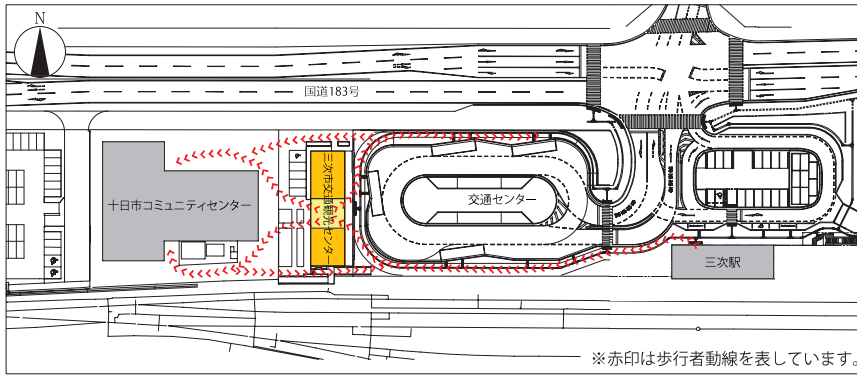 N
国道183号
十日市コミュニティセンター
三次市交通観光センター
交通センター
三次駅
※赤印は歩行者動線を表しています。